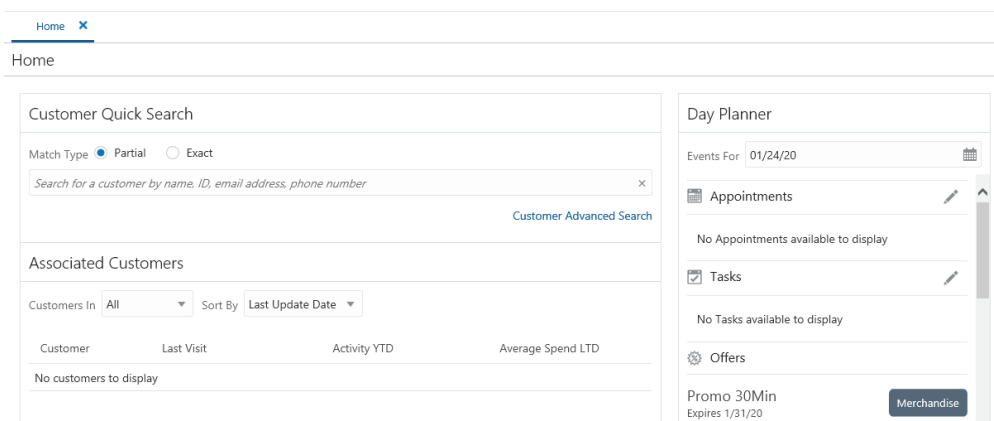 Home
Home
Customer Quick Search
Match Type Partial Exact
Search for a customer by name, ID, email address, phone number
Customer Advanced Search
Associated Customers
Customers In All Sort By Last Update Date
Customer Last Visit Activity YTD Average Spend LTD
No customers to display
Day Planner
Events For 01/24/20
Appointments
No Appointments available to display
Tasks
No Tasks available to display
Offers
Promo 30Min
Expires 1/31/20
Merchandise